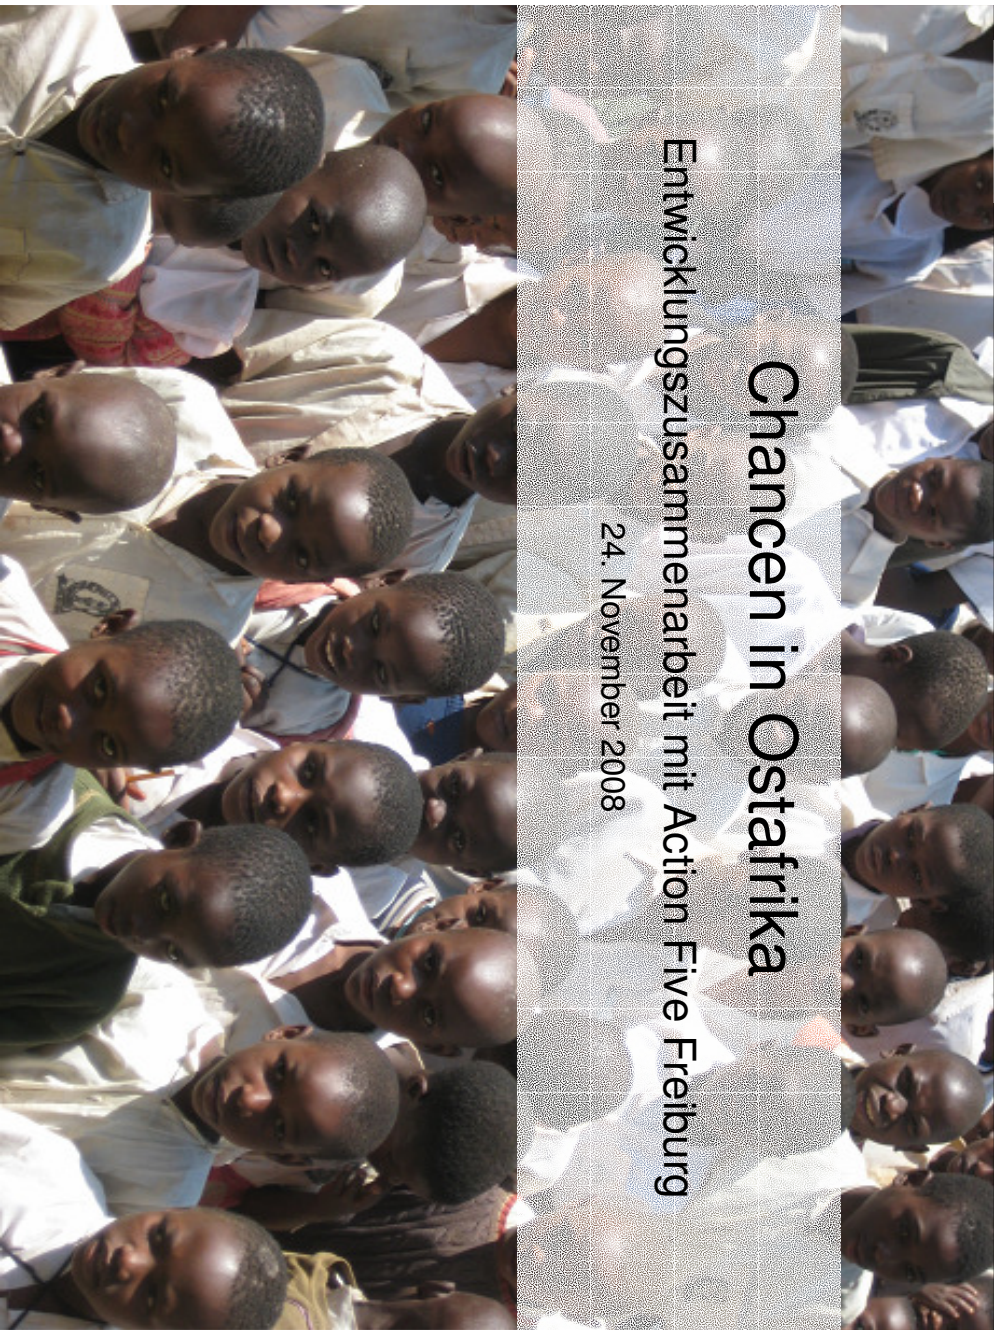 Chancen in Ostafrika
Entwicklungszusammenarbeit mit Action Five Freiburg
24. November 2008